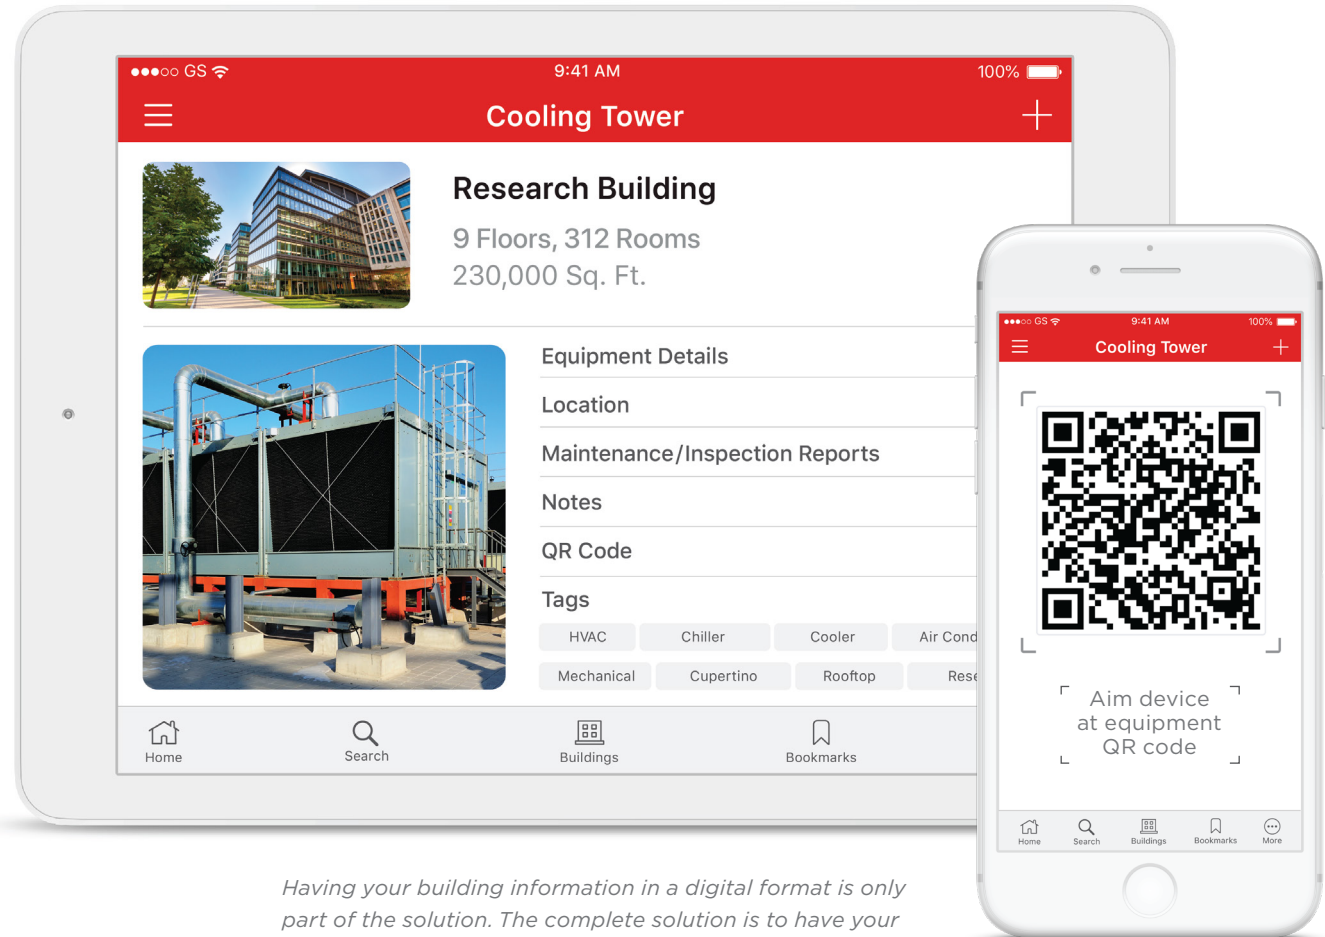 GS
9:41 AM
100%
Cooling Tower
Research Building
9 Floors, 312 Rooms
230,000 Sq. Ft.
Equipment Details
Location
Maintenance/Inspection Reports
Notes
QR Code
Tags
HVAC Chiller Cooler Air Cond
Mechanical Cupertino Rooftop Rese
Home Search Buildings Bookmarks
GS
9:41 AM
100%
Cooling Tower
Aim device
at equipment
QR code
Home Search Buildings Bookmarks More
Having your building information in a digital format is only
part of the solution. The complete solution is to have your